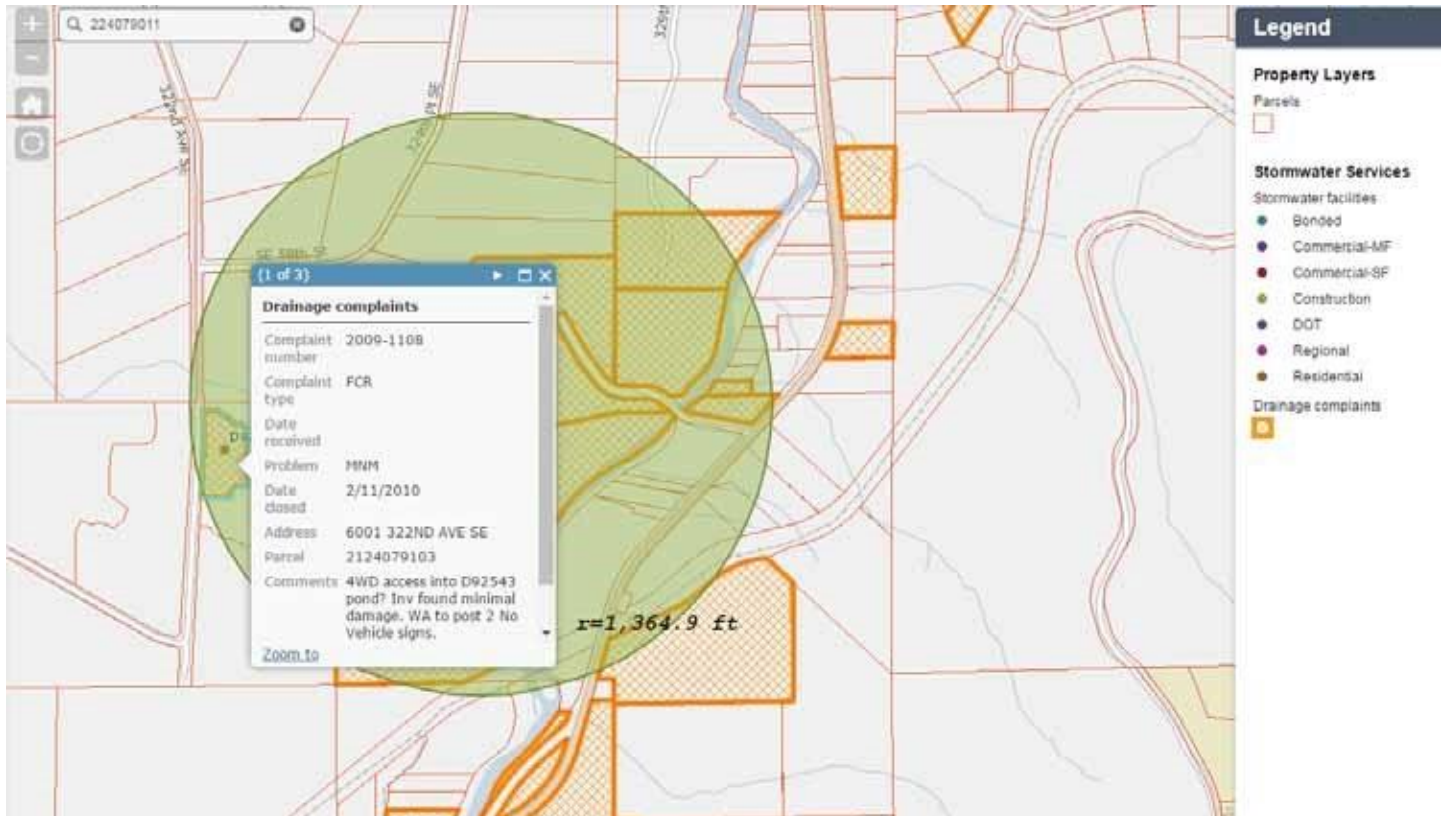 224079011
322nd Ave SE
329th Pl SE
329th
SE 58th St
(1 of 3)
Drainage complaints
Complaint number 2009-1108
Complaint type FCR
Date received
Problem MNM
Date closed 2/11/2010
Address 6001 322ND AVE SE
Parcel 2124079103
Comments 4WD access into D92543
pond? Inv found minimal
damage. WA to post 2 No
Vehicle signs.
Zoom to
r=1,364.9 ft
Legend
Property Layers
Parcels
Stormwater Services
Stormwater facilities
Bonded
Commercial-MF
Commercial-SF
Construction
DOT
Regional
Residential
Drainage complaints